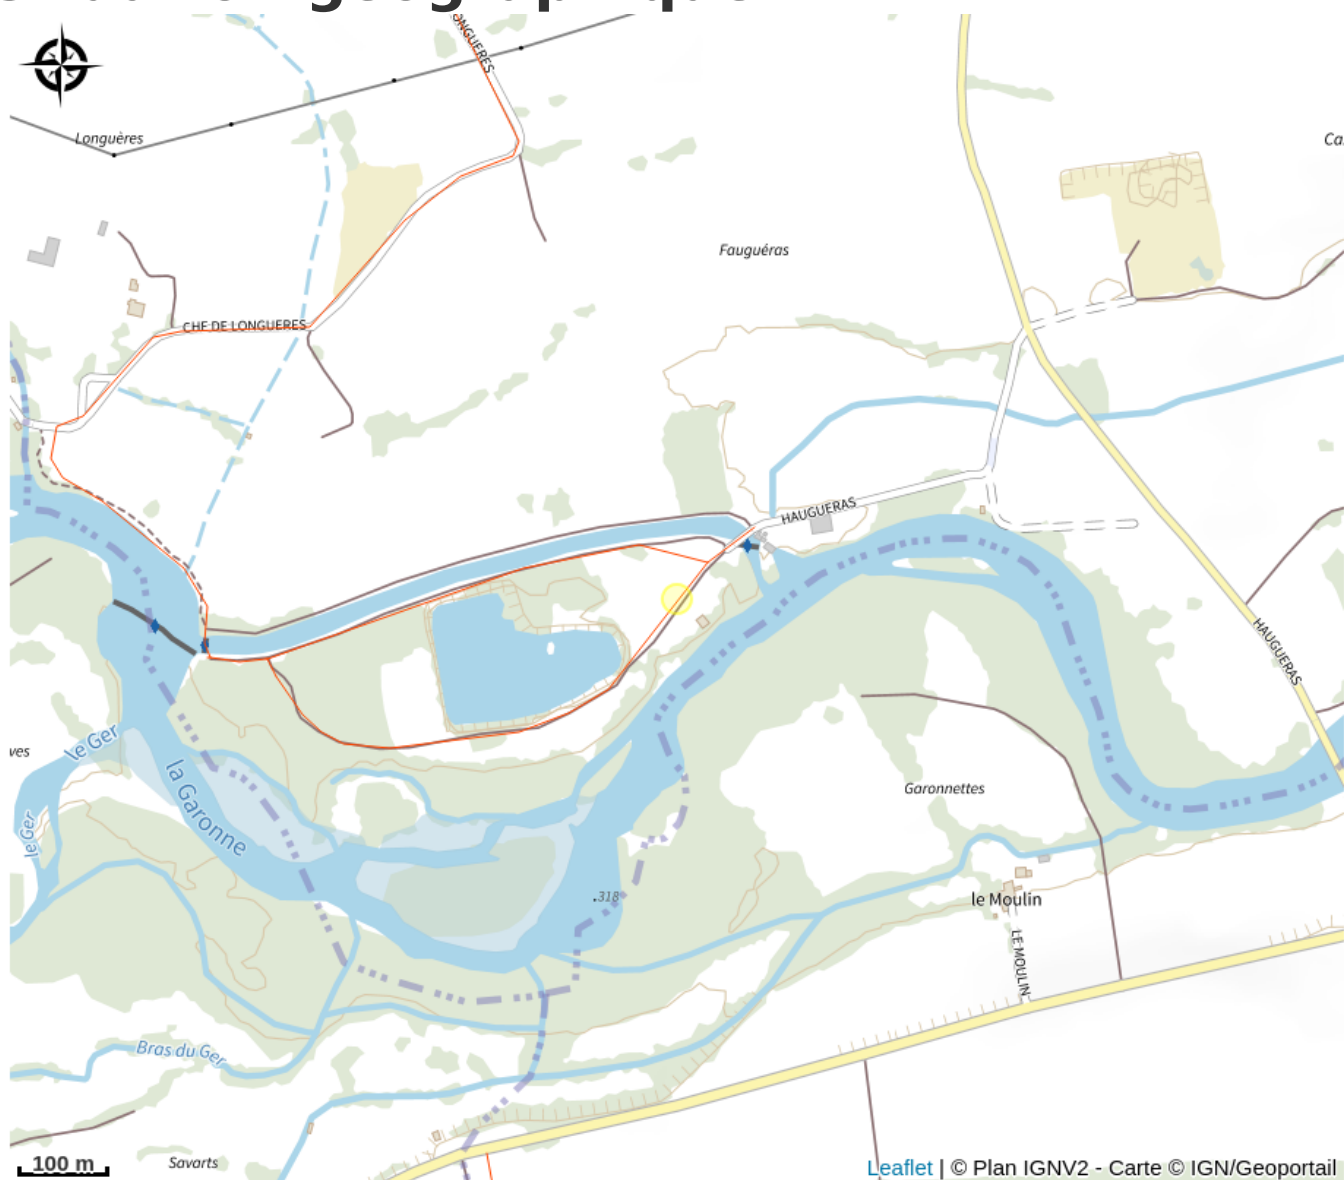 Longuères
Fauguéras
CHE DE LONGUERES
HAUGUERAS
HAUGUERAS
le Ger
la Garonne
le Ger
Garonnettes
.318
le Moulin
LE MOULIN
Bras du Ger
Savarts
100 m
Leaflet | © Plan IGNV2 - Carte © IGN/Geoportail